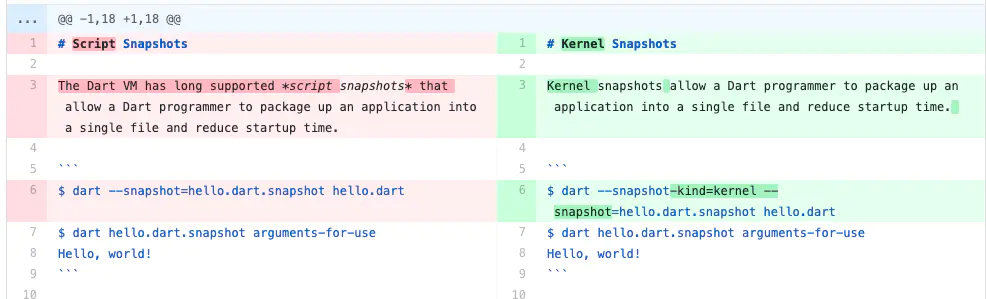 ... @@ -1,18 +1,18 @@
1 # Script Snapshots
2
3 The Dart VM has long supported *script snapshots* that
allow a Dart programmer to package up an application into
a single file and reduce startup time.
4
5 ```
6 $ dart --snapshot=hello.dart.snapshot hello.dart
7 $ dart hello.dart.snapshot arguments-for-use
8 Hello, world!
9 ```
10
1 # Kernel Snapshots
2
3 Kernel snapshots allow a Dart programmer to package up an
application into a single file and reduce startup time.
4
5 ```
6 $ dart --snapshot-kind=kernel --
snapshot=hello.dart.snapshot hello.dart
7 $ dart hello.dart.snapshot arguments-for-use
8 Hello, world!
9 ```
10